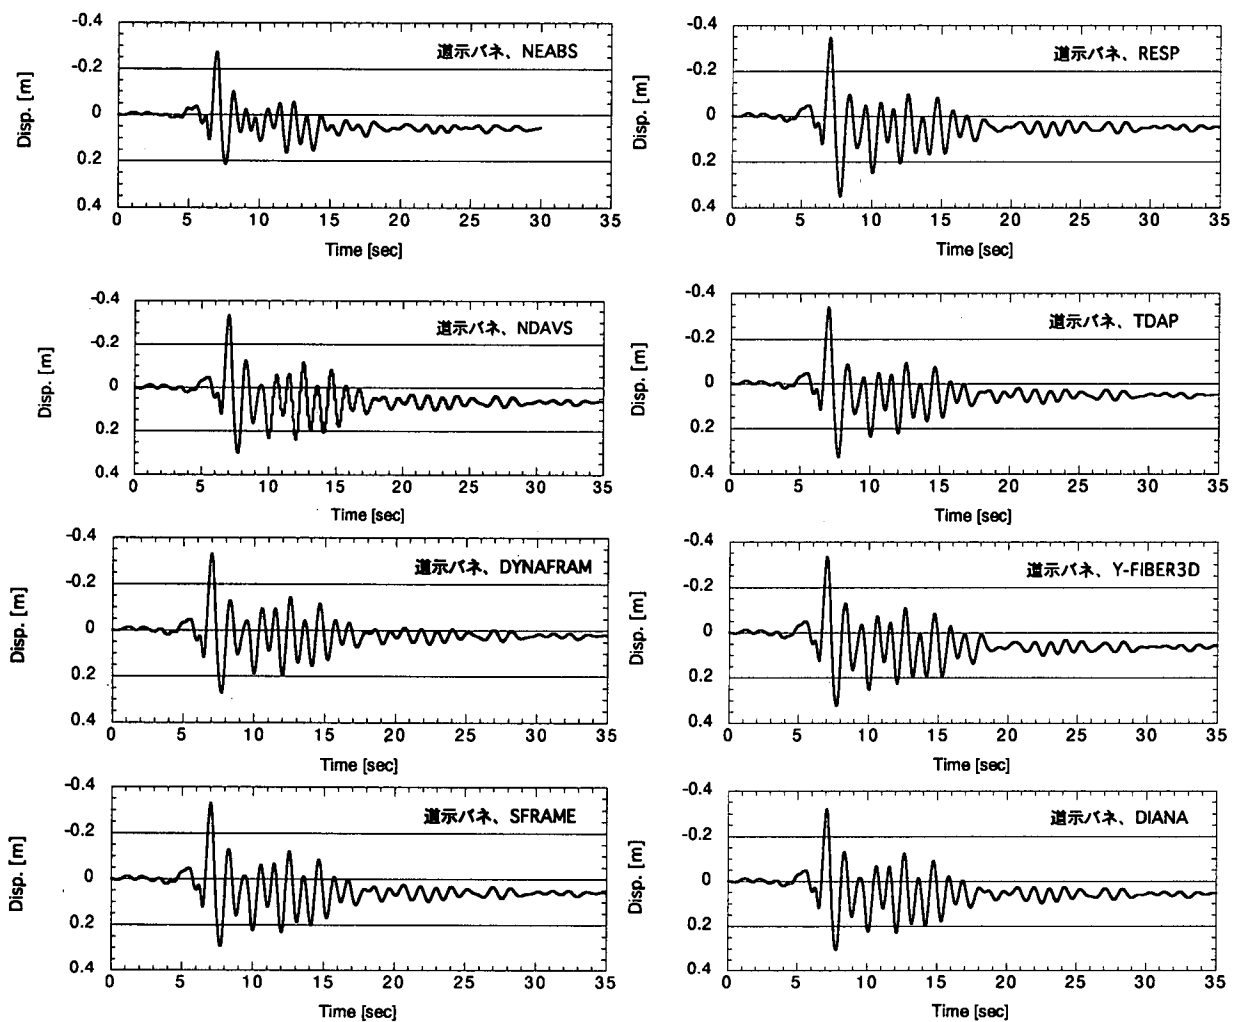 -0.4
-0.2
0
0.2
0.4
Disp. [m]
道示バネ、NEABS
0 5 10 15 20 25 30 35
Time [sec]
-0.4
-0.2
0
0.2
0.4
Disp. [m]
道示バネ、RESP
0 5 10 15 20 25 30 35
Time [sec]
-0.4
-0.2
0
0.2
0.4
Disp. [m]
道示バネ、NDAVS
0 5 10 15 20 25 30 35
Time [sec]
-0.4
-0.2
0
0.2
0.4
Disp. [m]
道示バネ、TDAP
0 5 10 15 20 25 30 35
Time [sec]
-0.4
-0.2
0
0.2
0.4
Disp. [m]
道示バネ、DYNAFRAM
0 5 10 15 20 25 30 35
Time [sec]
-0.4
-0.2
0
0.2
0.4
Disp. [m]
道示バネ、Y-FIBER3D
0 5 10 15 20 25 30 35
Time [sec]
-0.4
-0.2
0
0.2
0.4
Disp. [m]
道示バネ、SFRAME
0 5 10 15 20 25 30 35
Time [sec]
-0.4
-0.2
0
0.2
0.4
Disp. [m]
道示バネ、DIANA
0 5 10 15 20 25 30 35
Time [sec]